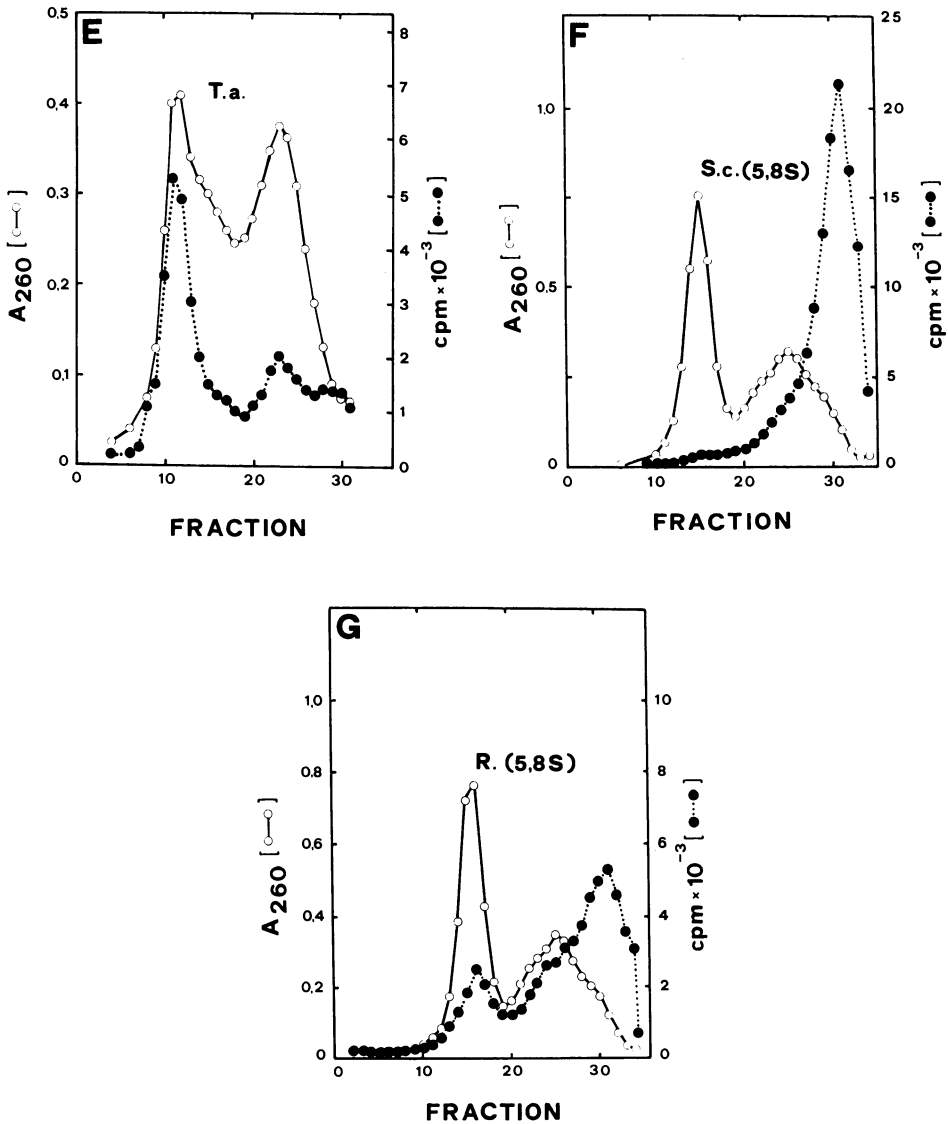 E
T.a.
0,5
0,4
0,3
0,2
0,1
0
A260 [○–○]
8
7
6
5
4
3
2
1
0
cpm×10⁻³ [●···●]
0 10 20 30
FRACTION
F
S.c.(5,8S)
1,0
0,5
0
A260 [○–○]
25
20
15
10
5
0
cpm×10⁻³ [●···●]
0 10 20 30
FRACTION
G
R. (5,8S)
1,0
0,8
0,6
0,4
0,2
0
A260 [○–○]
10
8
6
4
2
0
cpm×10⁻³ [●···●]
0 10 20 30
FRACTION